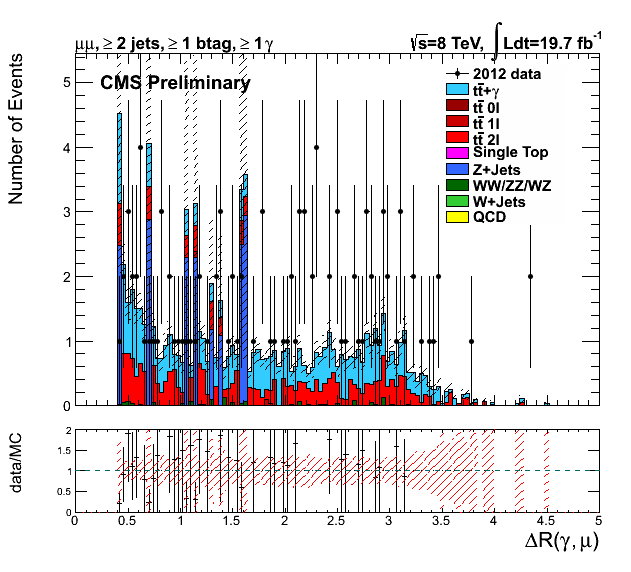 μμ, ≥ 2 jets, ≥ 1 btag, ≥ 1 γ
√s=8 TeV, ∫ Ldt=19.7 fb⁻¹
CMS Preliminary
2012 data
tt̄+γ
tt̄ 0l
tt̄ 1l
tt̄ 2l
Single Top
Z+Jets
WW/ZZ/WZ
W+Jets
QCD
Number of Events
5
4
3
2
1
0
data/MC
2
1.5
1
0.5
0
0 0.5 1 1.5 2 2.5 3 3.5 4 4.5 5
ΔR(γ, μ)